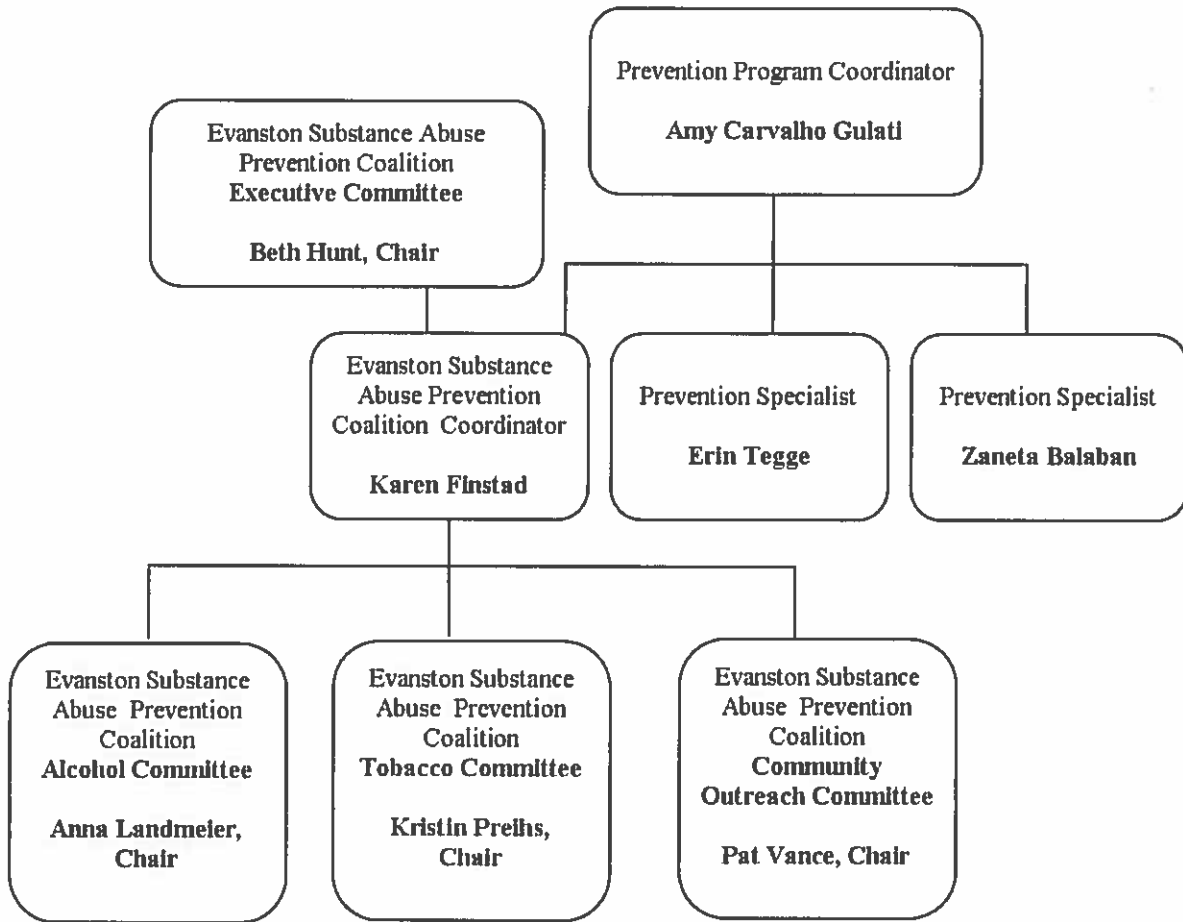 Prevention Program Coordinator
Amy Carvalho Gulati
Evanston Substance Abuse
Prevention Coalition
Executive Committee
Beth Hunt, Chair
Evanston Substance
Abuse Prevention
Coalition Coordinator
Karen Finstad
Prevention Specialist
Erin Tegge
Prevention Specialist
Zaneta Balaban
Evanston Substance
Abuse Prevention
Coalition
Alcohol Committee
Anna Landmeier,
Chair
Evanston Substance
Abuse Prevention
Coalition
Tobacco Committee
Kristin Preihs,
Chair
Evanston Substance
Abuse Prevention
Coalition
Community
Outreach Committee
Pat Vance, Chair